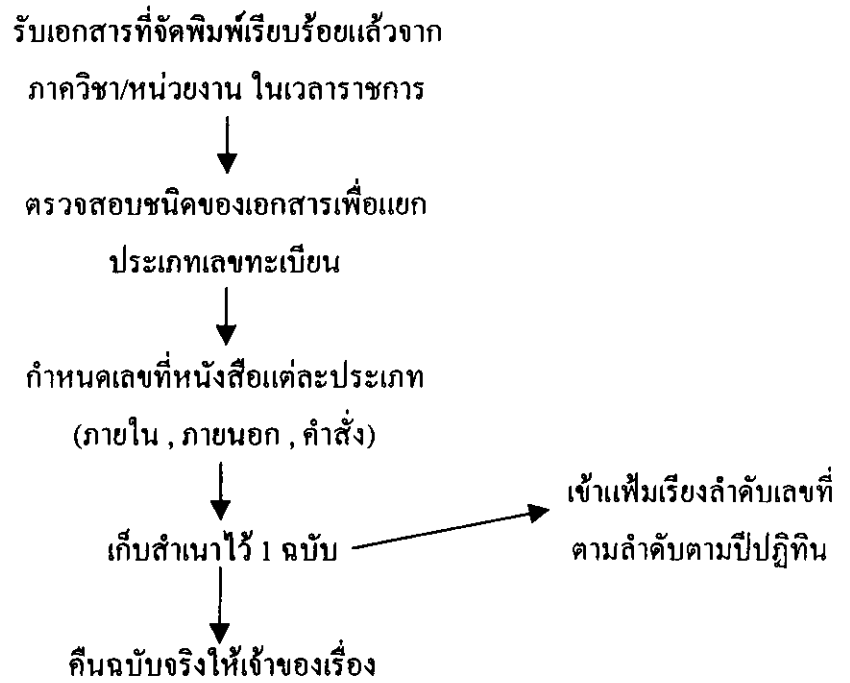 รับเอกสารที่จัดพิมพ์เรียบร้อยแล้วจาก
ภาควิชา/หน่วยงาน ในเวลาราชการ
ตรวจสอบชนิดของเอกสารเพื่อแยก
ประเภทเลขทะเบียน
กำหนดเลขที่หนังสือแต่ละประเภท
(ภายใน , ภายนอก , คำสั่ง)
เก็บสำเนาไว้ 1 ฉบับ
เข้าแฟ้มเรียงลำดับเลขที่
ตามลำดับตามปีปฏิทิน
คืนฉบับจริงให้เจ้าของเรื่อง